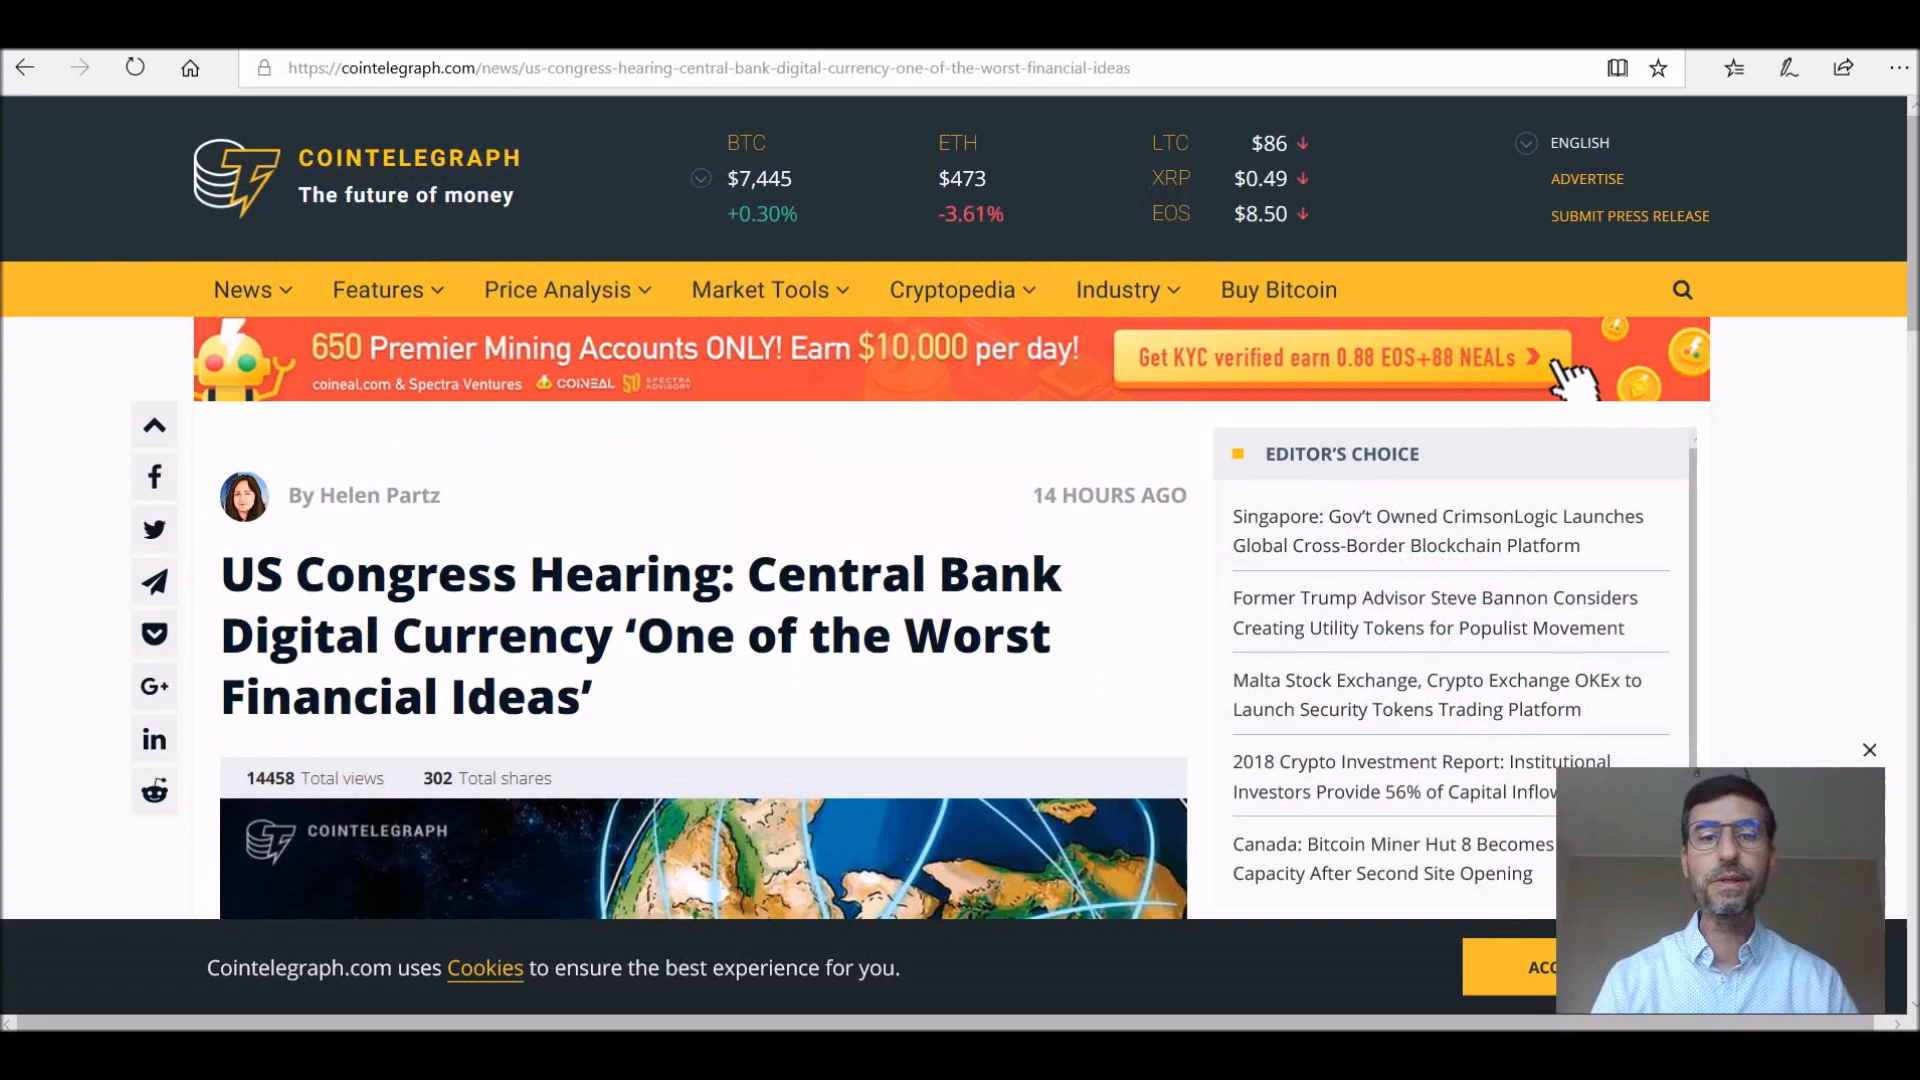 https://cointelegraph.com/news/us-congress-hearing-central-bank-digital-currency-one-of-the-worst-financial-ideas
COINTELEGRAPH
The future of money
BTC
$7,445
+0.30%
ETH
$473
-3.61%
LTC $86
XRP $0.49
EOS $8.50
ENGLISH
ADVERTISE
SUBMIT PRESS RELEASE
News Features Price Analysis Market Tools Cryptopedia Industry Buy Bitcoin
650 Premier Mining Accounts ONLY! Earn $10,000 per day!
coineal.com & Spectra Ventures COINEAL SPECTRA ADVISORY
Get KYC verified earn 0.88 EOS+88 NEALs
By Helen Partz
14 HOURS AGO
US Congress Hearing: Central Bank
Digital Currency ‘One of the Worst
Financial Ideas’
14458 Total views 302 Total shares
COINTELEGRAPH
G+
in
EDITOR’S CHOICE
Singapore: Gov’t Owned CrimsonLogic Launches
Global Cross-Border Blockchain Platform
Former Trump Advisor Steve Bannon Considers
Creating Utility Tokens for Populist Movement
Malta Stock Exchange, Crypto Exchange OKEx to
Launch Security Tokens Trading Platform
2018 Crypto Investment Report: Institutional
Investors Provide 56% of Capital Inflow
Canada: Bitcoin Miner Hut 8 Becomes
Capacity After Second Site Opening
Cointelegraph.com uses Cookies to ensure the best experience for you.
ACC